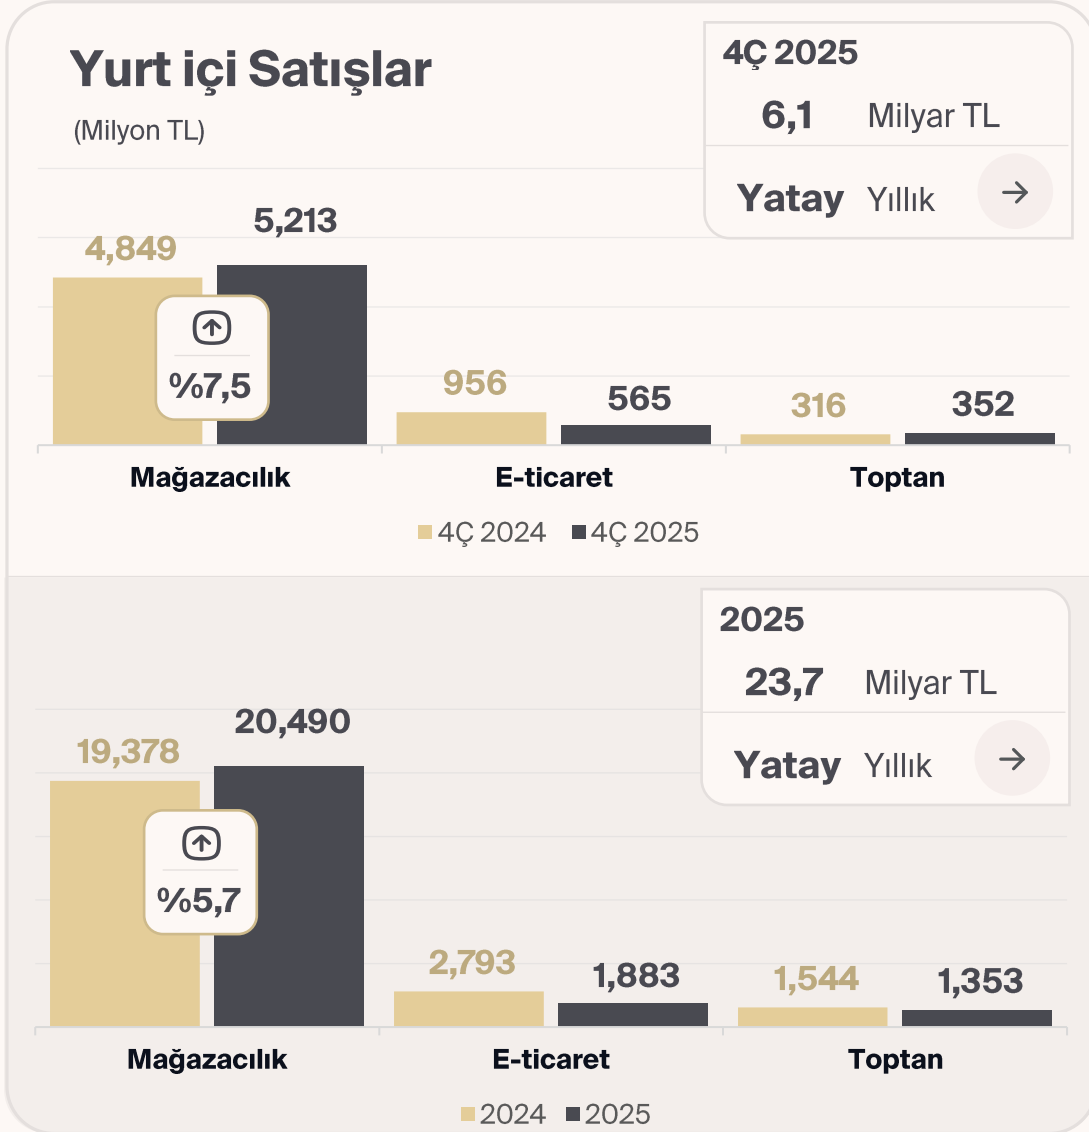 Yurt içi Satışlar
(Milyon TL)
4Ç 2025
6,1 Milyar TL
Yatay Yıllık
4,849 5,213
%7,5
956 565
316 352
Mağazacılık E-ticaret Toptan
4Ç 2024 4Ç 2025
2025
23,7 Milyar TL
Yatay Yıllık
19,378 20,490
%5,7
2,793 1,883
1,544 1,353
Mağazacılık E-ticaret Toptan
2024 2025